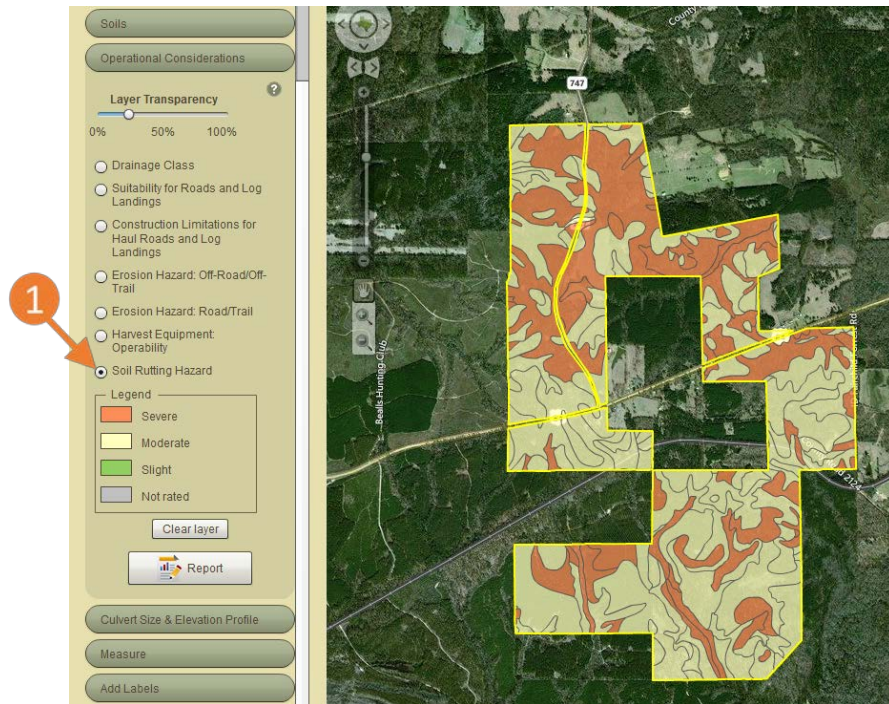 Soils
Operational Considerations
?
Layer Transparency
0% 50% 100%
Drainage Class
Suitability for Roads and Log
Landings
Construction Limitations for
Haul Roads and Log
Landings
Erosion Hazard: Off-Road/Off-
Trail
Erosion Hazard: Road/Trail
Harvest Equipment:
Operability
1
Soil Rutting Hazard
Legend
Severe
Moderate
Slight
Not rated
Clear layer
Report
Culvert Size & Elevation Profile
Measure
Add Labels
County
747
Bealls Hunting Club
Rd
2124